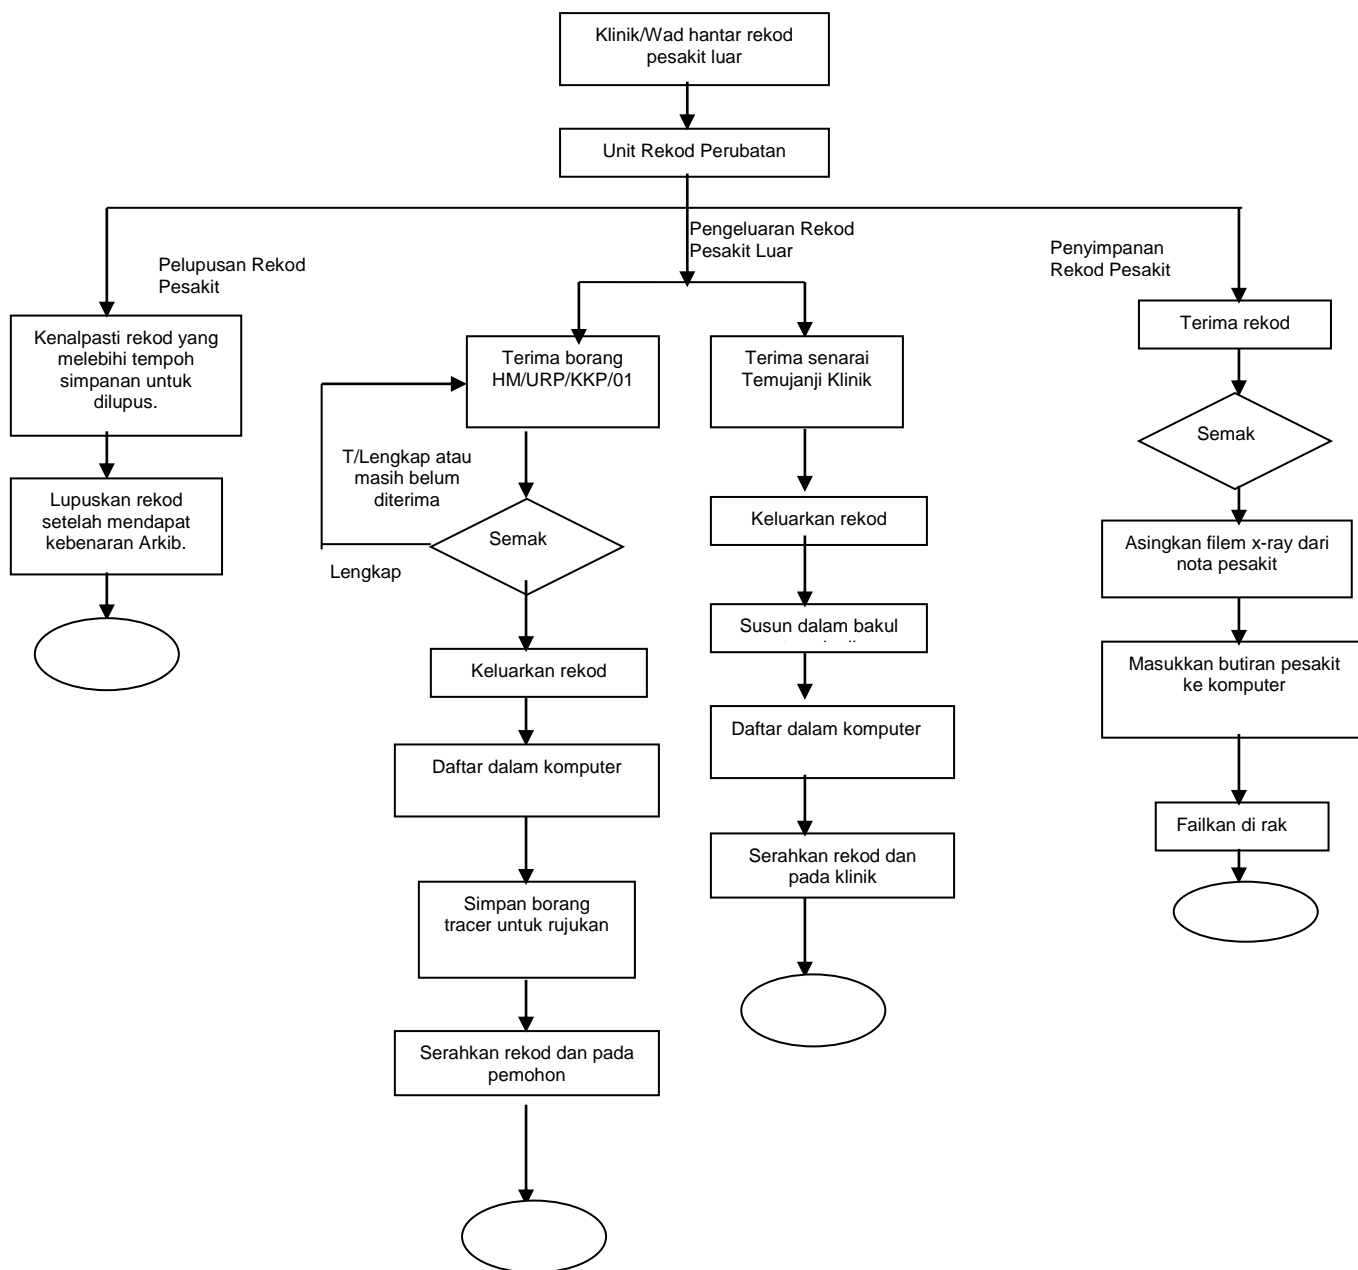 Klinik/Wad hantar rekod
pesakit luar
Unit Rekod Perubatan
Pelupusan Rekod
Pesakit
Pengeluaran Rekod
Pesakit Luar
Penyimpanan
Rekod Pesakit
Kenalpasti rekod yang
melebihi tempoh
simpanan untuk
dilupus.
Lupuskan rekod
setelah mendapat
kebenaran Arkib.
Terima borang
HM/URP/KKP/01
T/Lengkap atau
masih belum
diterima
Semak
Lengkap
Keluarkan rekod
Daftar dalam komputer
Simpan borang
tracer untuk rujukan
Serahkan rekod dan pada
pemohon
Terima senarai
Temujanji Klinik
Keluarkan rekod
Susun dalam bakul
Daftar dalam komputer
Serahkan rekod dan
pada klinik
Terima rekod
Semak
Asingkan filem x-ray dari
nota pesakit
Masukkan butiran pesakit
ke komputer
Failkan di rak